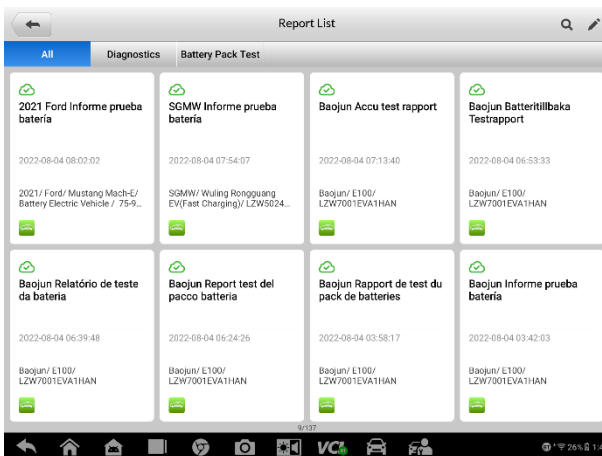 Report List
All Diagnostics Battery Pack Test
2021 Ford Informe prueba
batería
2022-08-04 08:02:02
2021/ Ford/ Mustang Mach-E/
Battery Electric Vehicle / 75-9...
SGMW Informe prueba
batería
2022-08-04 07:54:07
SGMW/ Wuling Rongguang
EV(Fast Charging)/ LZW5024...
Baojun Accu test rapport
2022-08-04 07:13:40
Baojun/ E100/
LZW7001EVA1HAN
Baojun Batteritillbaka
Testrapport
2022-08-04 06:53:33
Baojun/ E100/
LZW7001EVA1HAN
Baojun Relatório de teste
da bateria
2022-08-04 06:39:48
Baojun/ E100/
LZW7001EVA1HAN
Baojun Report test del
pacco batteria
2022-08-04 06:24:26
Baojun/ E100/
LZW7001EVA1HAN
Baojun Rapport de test du
pack de batteries
2022-08-04 03:58:17
Baojun/ E100/
LZW7001EVA1HAN
Baojun Informe prueba
batería
2022-08-04 03:42:03
Baojun/ E100/
LZW7001EVA1HAN
9/137
VCI
26%